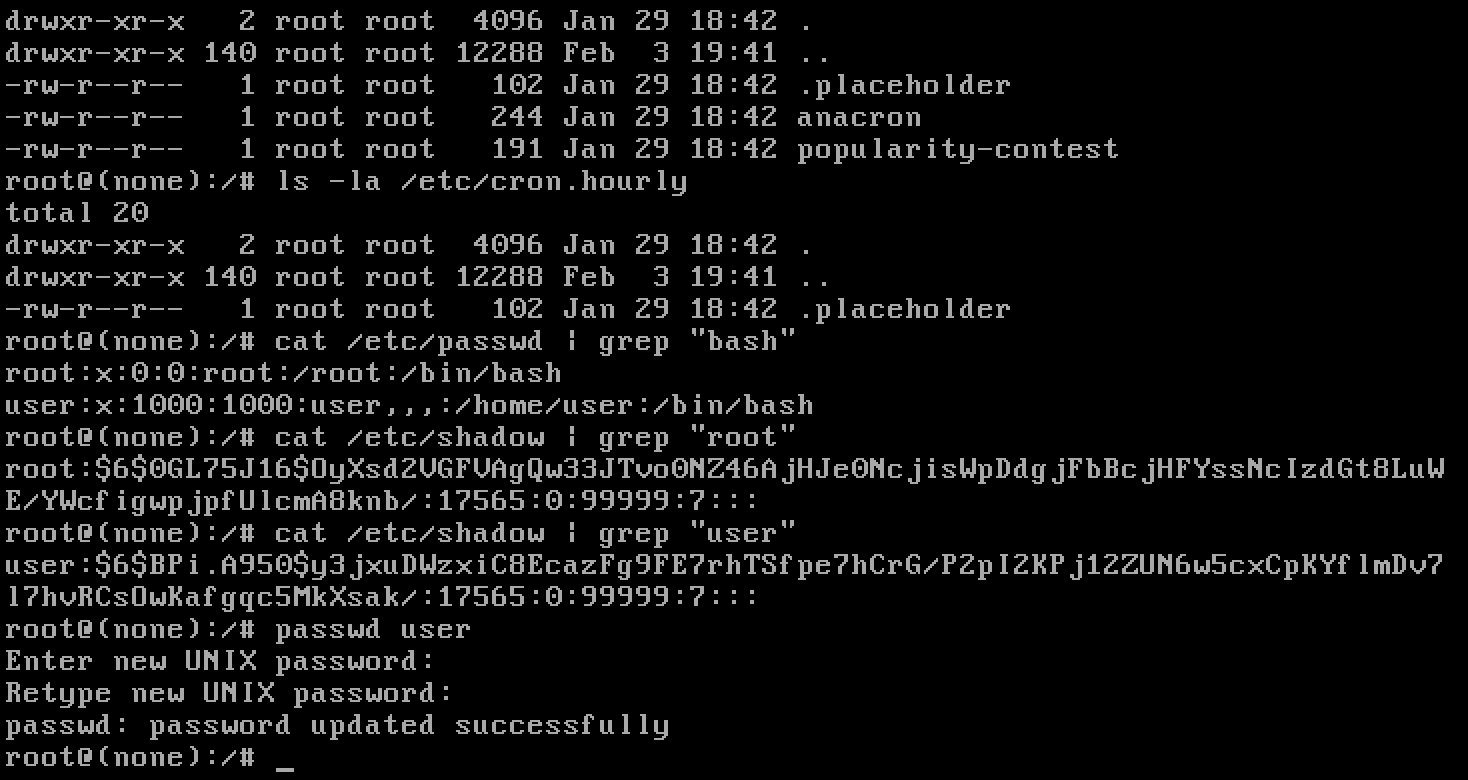 drwxr-xr-x   2 root root  4096 Jan 29 18:42 .
drwxr-xr-x 140 root root 12288 Feb  3 19:41 ..
-rw-r--r--   1 root root   102 Jan 29 18:42 .placeholder
-rw-r--r--   1 root root   244 Jan 29 18:42 anacron
-rw-r--r--   1 root root   191 Jan 29 18:42 popularity-contest
root@(none):/# ls -la /etc/cron.hourly
total 20
drwxr-xr-x   2 root root  4096 Jan 29 18:42 .
drwxr-xr-x 140 root root 12288 Feb  3 19:41 ..
-rw-r--r--   1 root root   102 Jan 29 18:42 .placeholder
root@(none):/# cat /etc/passwd | grep "bash"
root:x:0:0:root:/root:/bin/bash
user:x:1000:1000:user,,,:/home/user:/bin/bash
root@(none):/# cat /etc/shadow | grep "root"
root:$6$0GL75J16$OyXsd2VGFVAgQw33JTvo0NZ46AjHJe0NcjisWpDdgjFbBcjHFYssNcIzdGt8LuW
E/YWcfigwpjpfUlcmA8knb/:17565:0:99999:7:::
root@(none):/# cat /etc/shadow | grep "user"
user:$6$BPi.A950$y3jxuDWzxiC8EcazFg9FE7rhTSfpe7hCrG/P2pI2KPj12ZUN6w5cxCpKYflmDv7
l7hvRCsOwKafgqc5MkXsak/:17565:0:99999:7:::
root@(none):/# passwd user
Enter new UNIX password:
Retype new UNIX password:
passwd: password updated successfully
root@(none):/# _